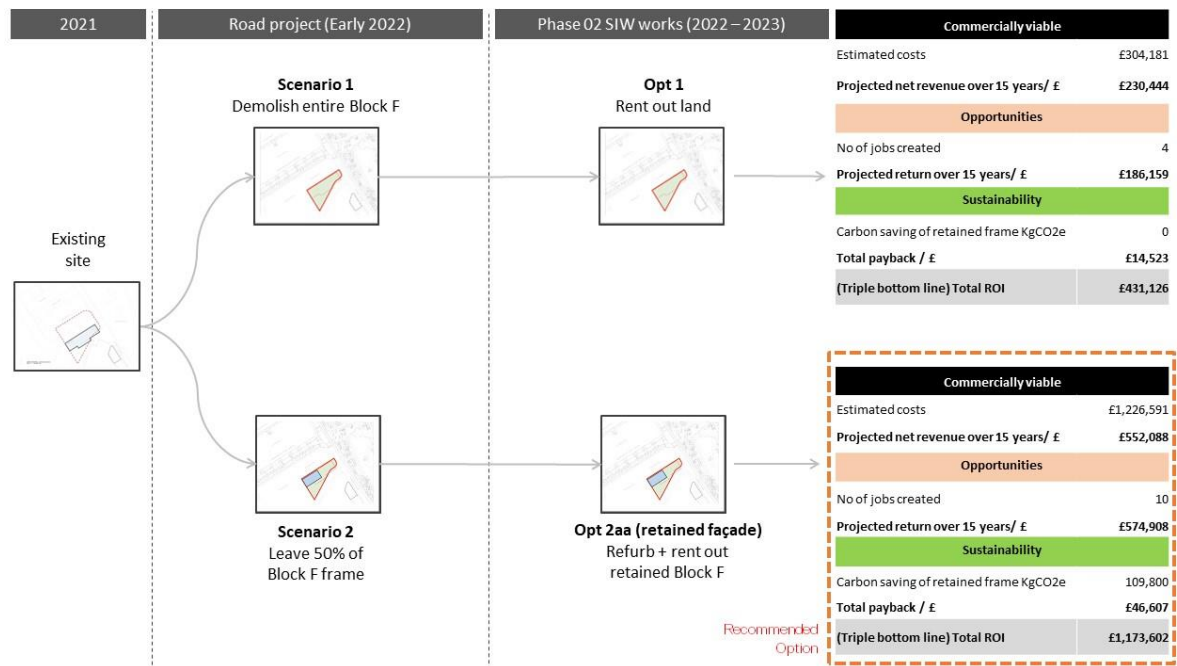 2021
Road project (Early 2022)
Phase 02 SIW works (2022 – 2023)
Existing
site
Scenario 1
Demolish entire Block F
Opt 1
Rent out land
Commercially viable
Estimated costs £304,181
Projected net revenue over 15 years/ £ £230,444
Opportunities
No of jobs created 4
Projected return over 15 years/ £ £186,159
Sustainability
Carbon saving of retained frame KgCO2e 0
Total payback / £ £14,523
(Triple bottom line) Total ROI £431,126
Scenario 2
Leave 50% of
Block F frame
Opt 2aa (retained façade)
Refurb + rent out
retained Block F
Recommended
Option
Commercially viable
Estimated costs £1,226,591
Projected net revenue over 15 years/ £ £552,088
Opportunities
No of jobs created 10
Projected return over 15 years/ £ £574,908
Sustainability
Carbon saving of retained frame KgCO2e 109,800
Total payback / £ £46,607
(Triple bottom line) Total ROI £1,173,602